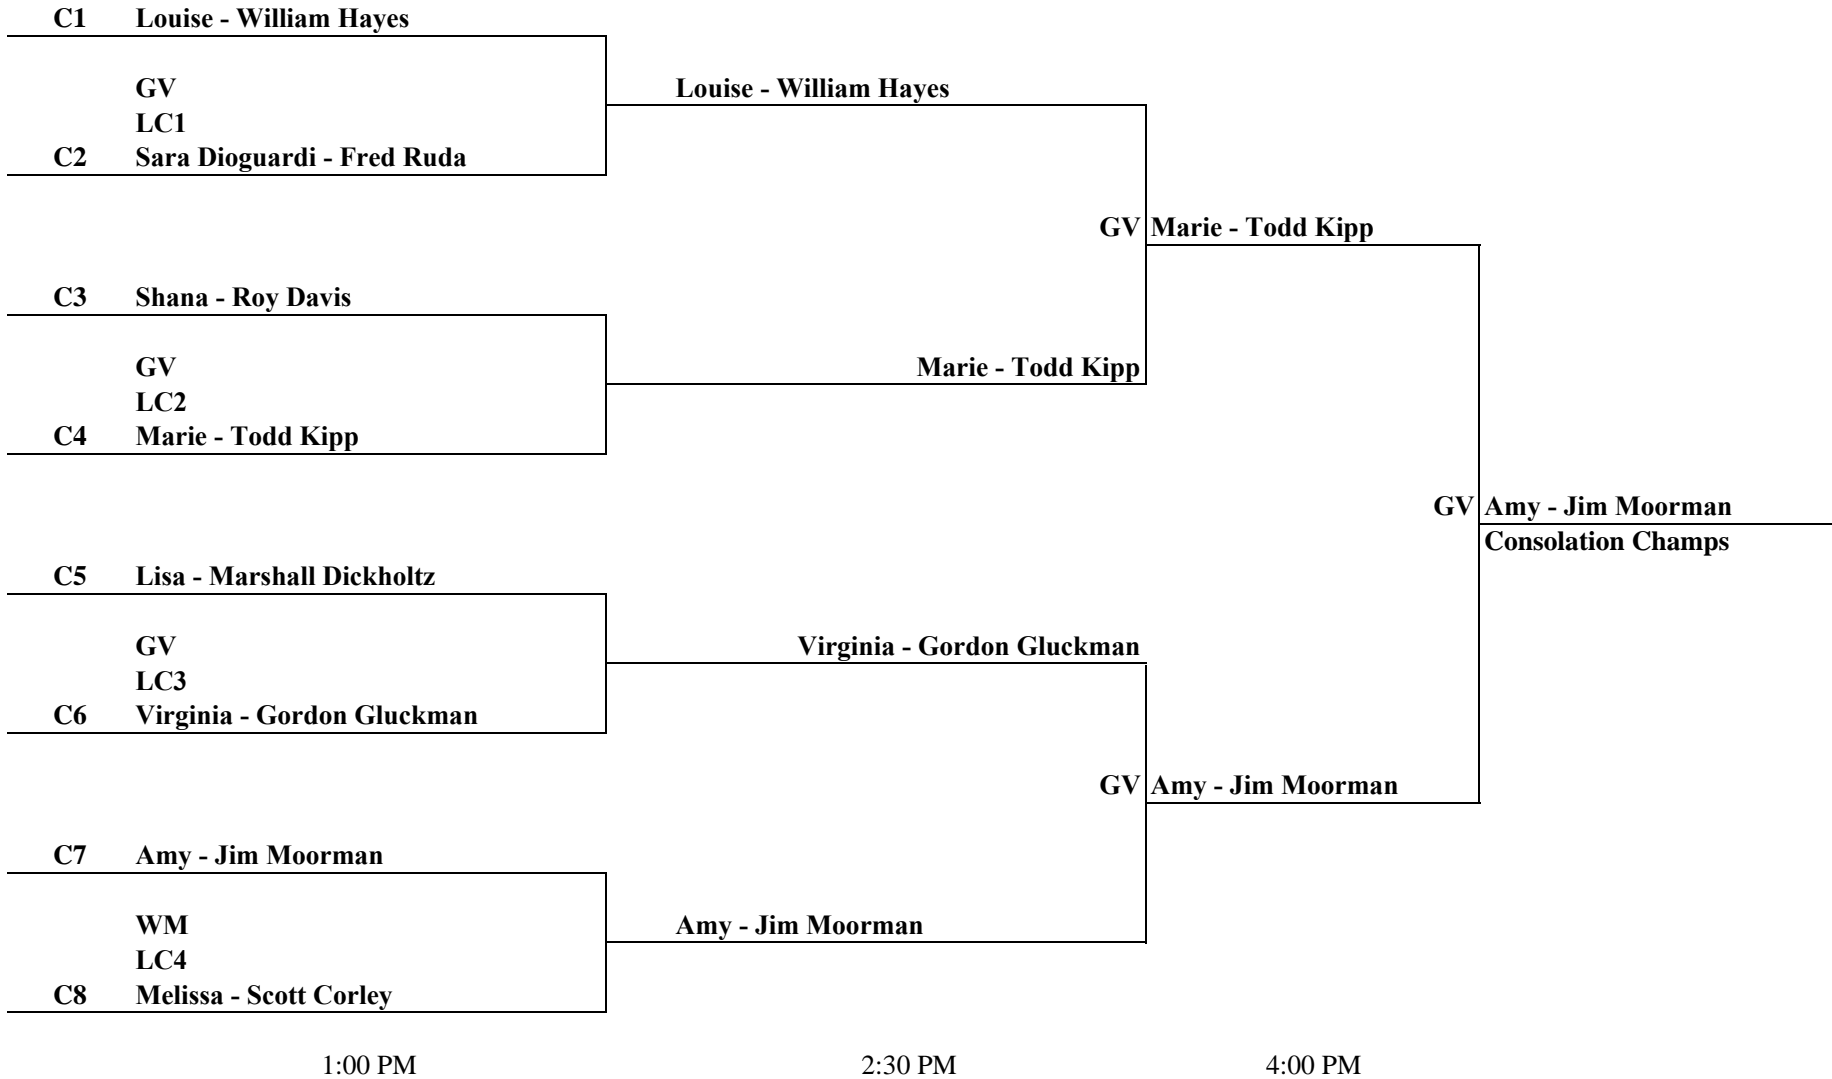 C1 Louise - William Hayes
GV Louise - William Hayes
LC1
C2 Sara Dioguardi - Fred Ruda
GV Marie - Todd Kipp
C3 Shana - Roy Davis
GV Marie - Todd Kipp
LC2
C4 Marie - Todd Kipp
GV Amy - Jim Moorman
Consolation Champs
C5 Lisa - Marshall Dickholtz
GV Virginia - Gordon Gluckman
LC3
C6 Virginia - Gordon Gluckman
GV Amy - Jim Moorman
C7 Amy - Jim Moorman
WM Amy - Jim Moorman
LC4
C8 Melissa - Scott Corley
1:00 PM 2:30 PM 4:00 PM